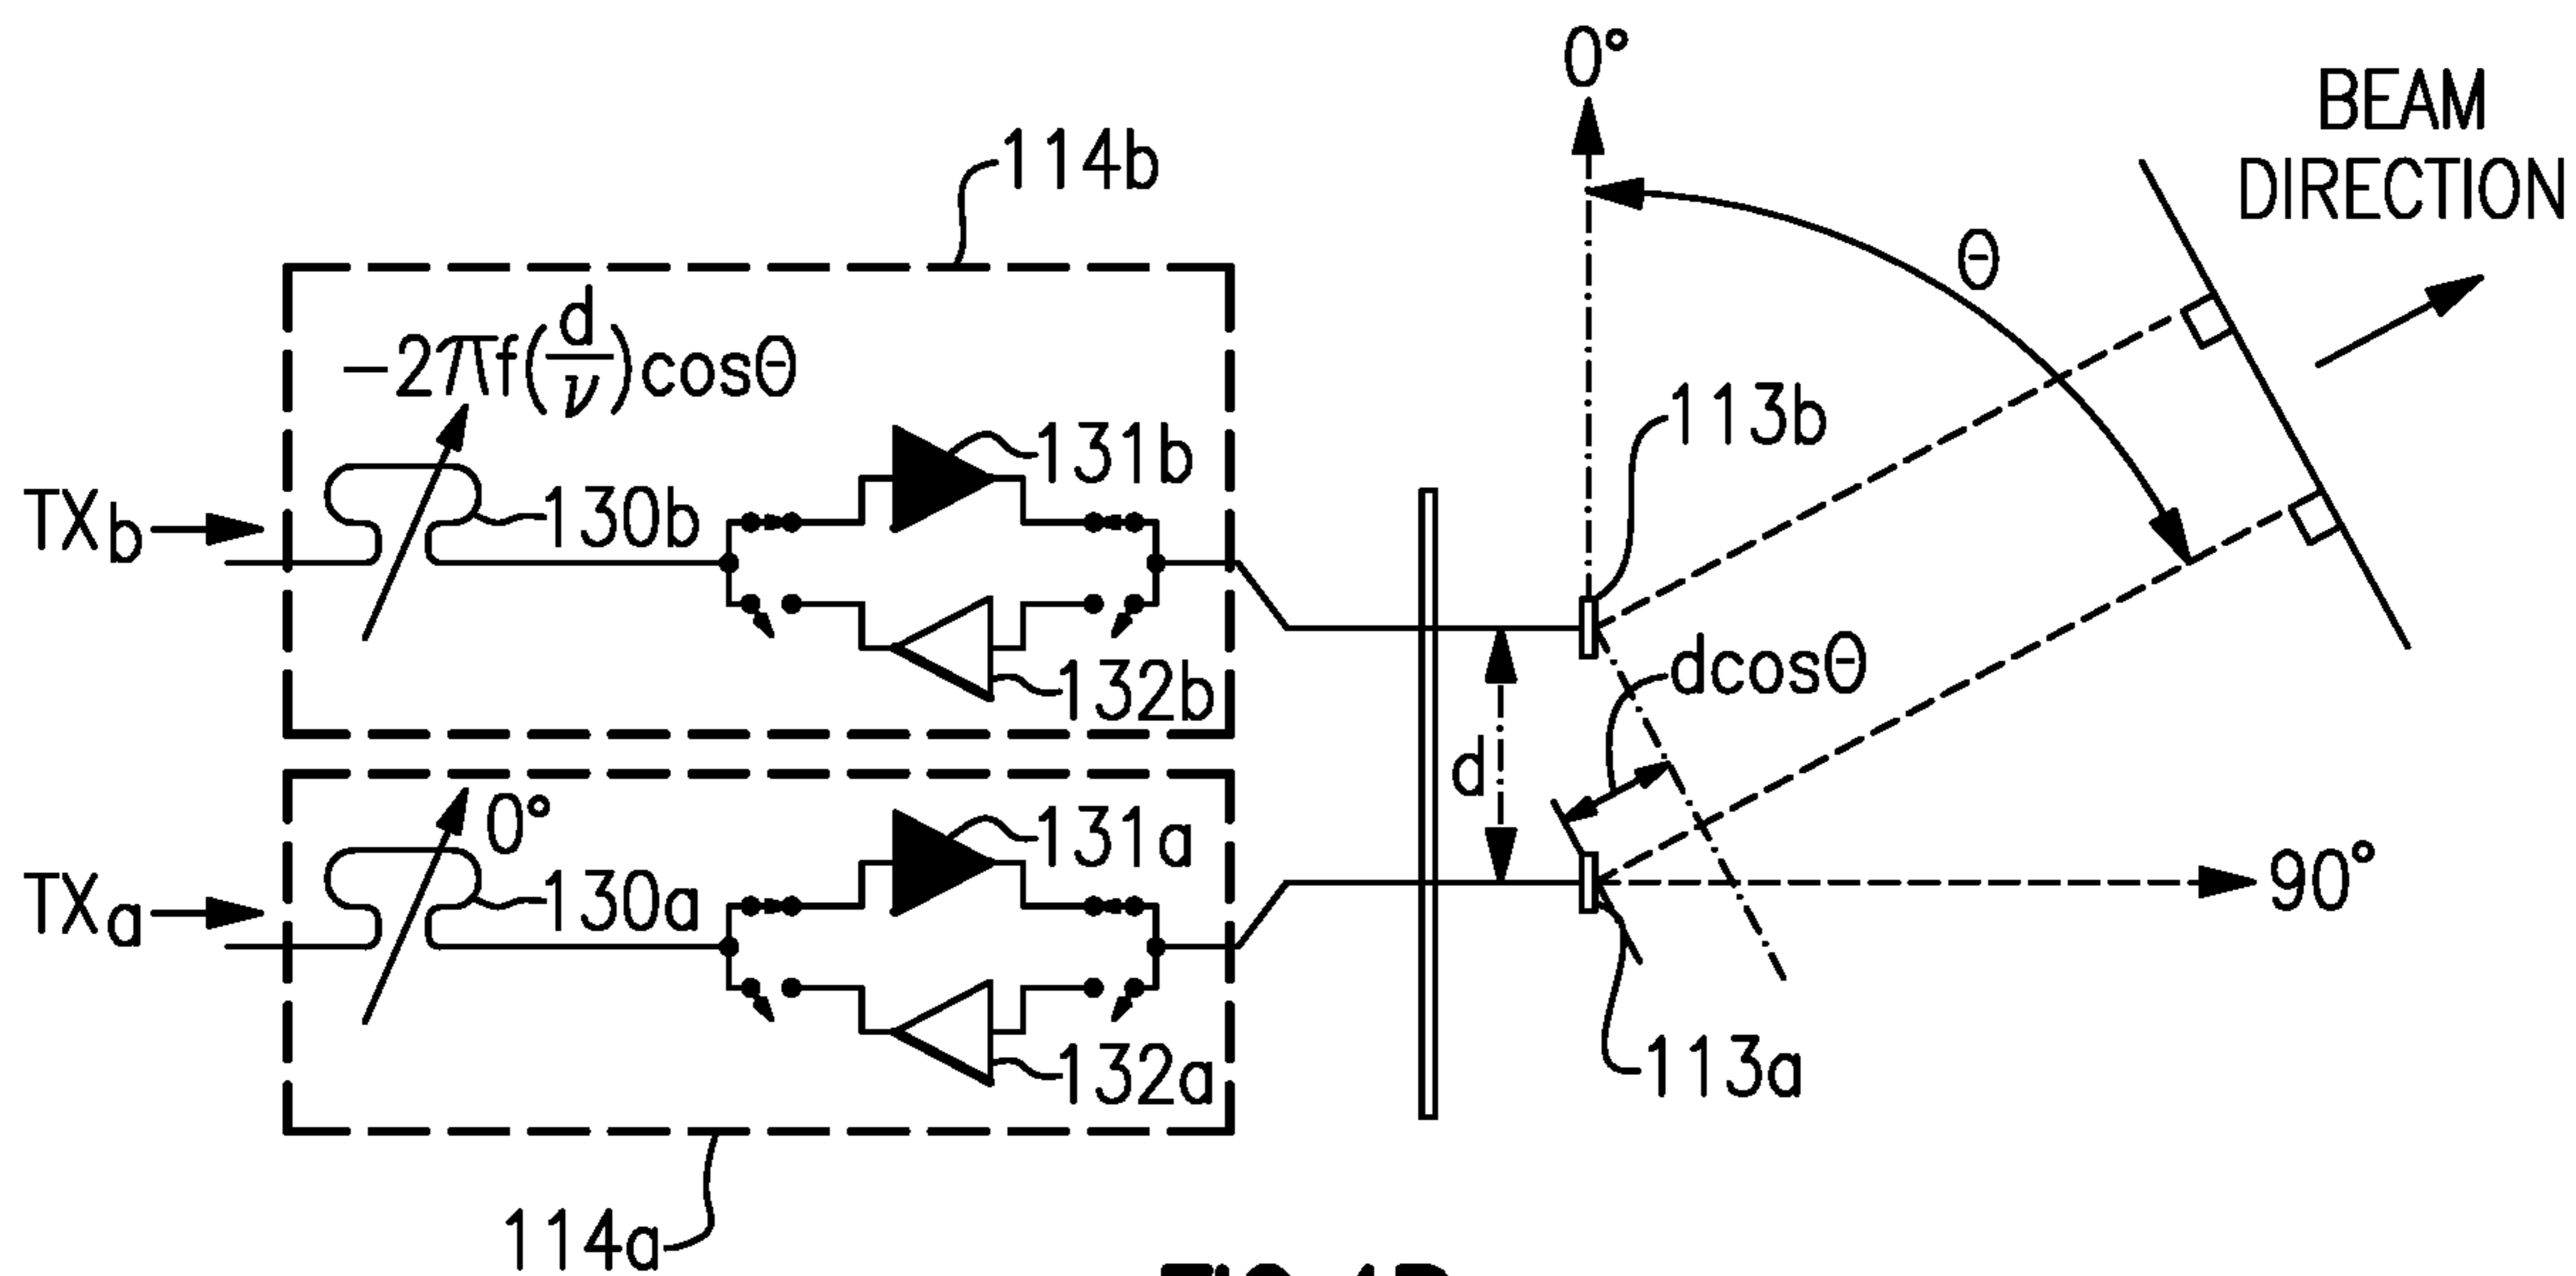 0°
BEAM
DIRECTION
114b
θ
−2πf(d/ν)cosθ
113b
131b
TXb
130b
dcosθ
132b
d
0°
131a
TXa
130a
90°
132a
113a
114a